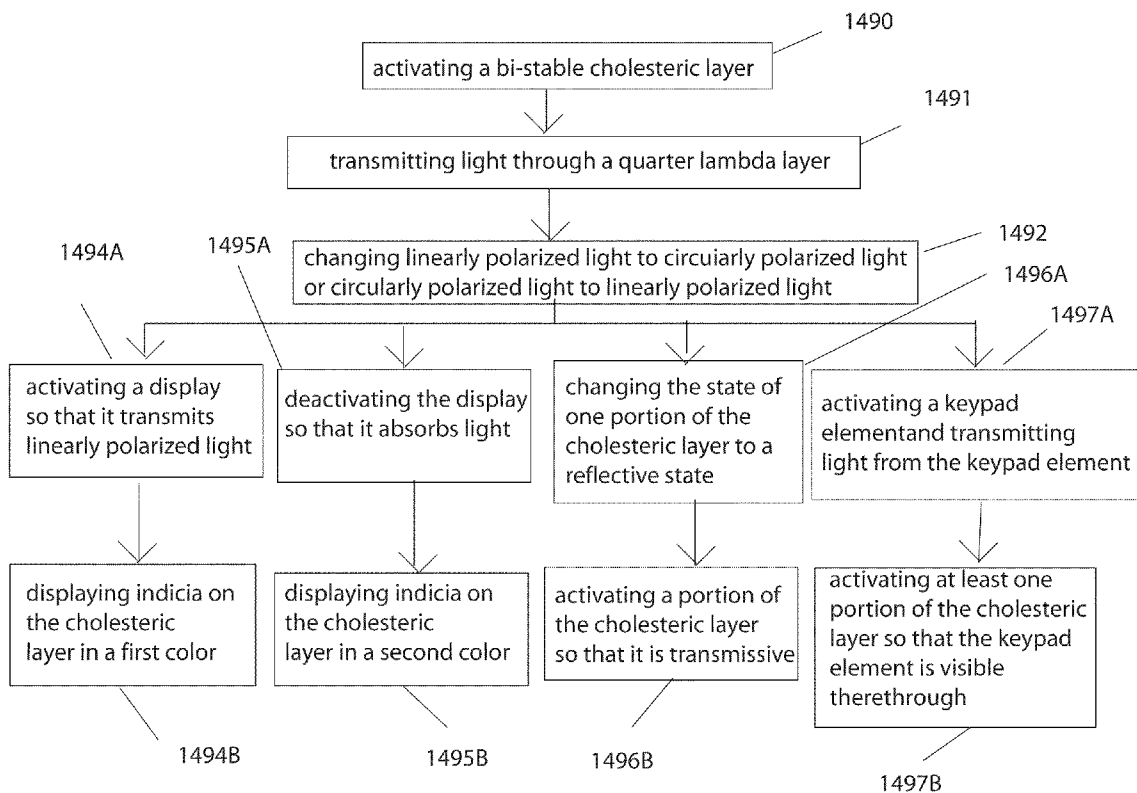 1490
activating a bi-stable cholesteric layer
1491
transmitting light through a quarter lambda layer
1492
changing linearly polarized light to circuiarly polarized light
or circularly polarized light to linearly polarized light
1494A
1495A
1496A
1497A
activating a display
so that it transmits
linearly polarized light
deactivating the display
so that it absorbs light
changing the state of
one portion of the
cholesteric layer to a
reflective state
activating a keypad
elementand transmitting
light from the keypad element
displaying indicia on
the cholesteric
layer in a first color
displaying indicia on
the cholesteric
layer in a second color
activating a portion of
the cholesteric layer
so that it is transmissive
activating at least one
portion of the cholesteric
layer so that the keypad
element is visible
therethrough
1494B
1495B
1496B
1497B